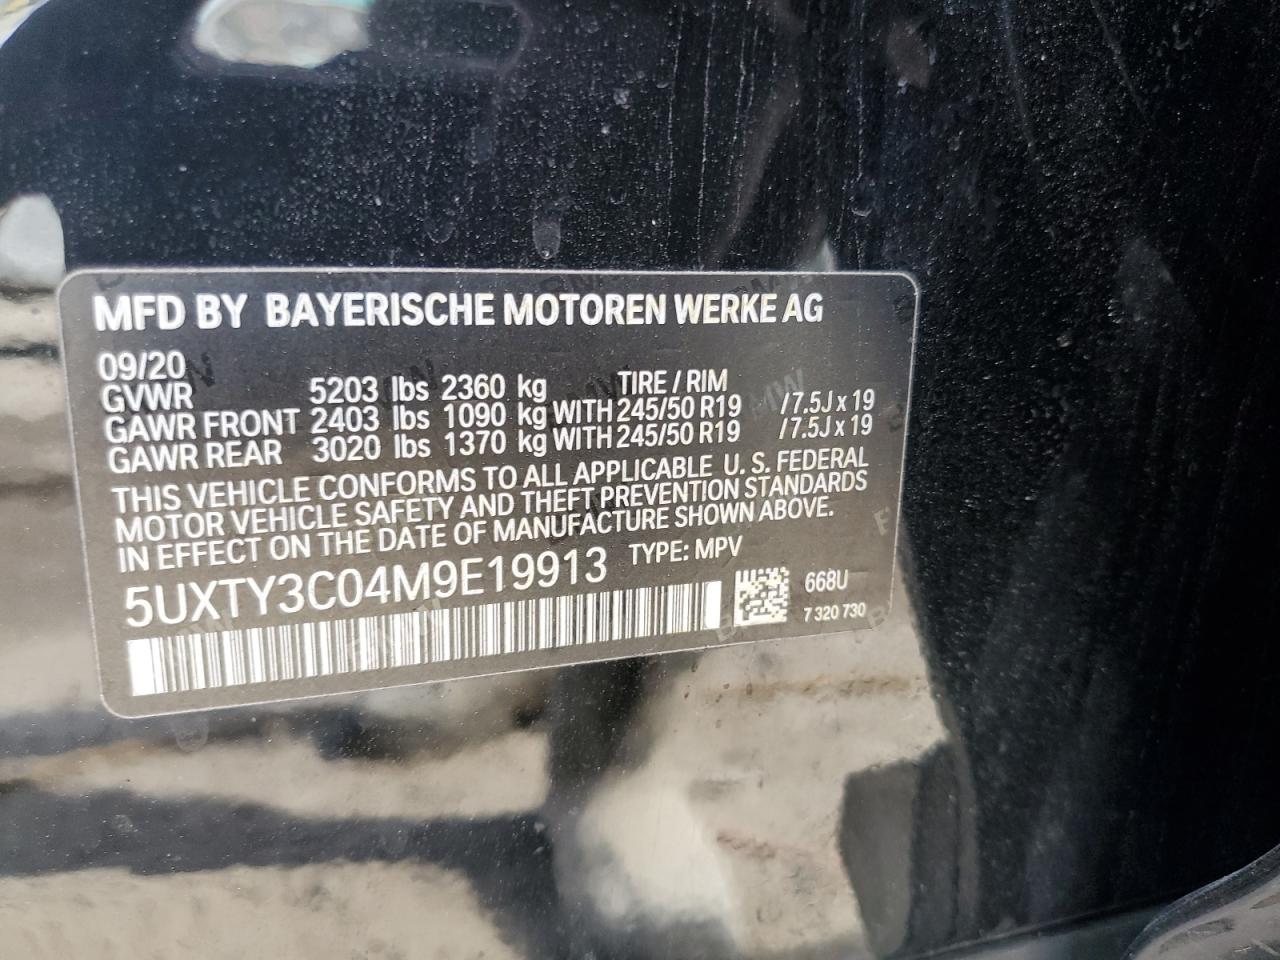 MFD BY BAYERISCHE MOTOREN WERKE AG
09/20
GVWR 5203 lbs 2360 kg TIRE / RIM
GAWR FRONT 2403 lbs 1090 kg WITH 245/50 R19 /7.5J x 19
GAWR REAR 3020 lbs 1370 kg WITH 245/50 R19 /7.5J x 19
THIS VEHICLE CONFORMS TO ALL APPLICABLE U. S. FEDERAL
MOTOR VEHICLE SAFETY AND THEFT PREVENTION STANDARDS
IN EFFECT ON THE DATE OF MANUFACTURE SHOWN ABOVE.
5UXTY3C04M9E19913 TYPE: MPV
668U
7 320 730